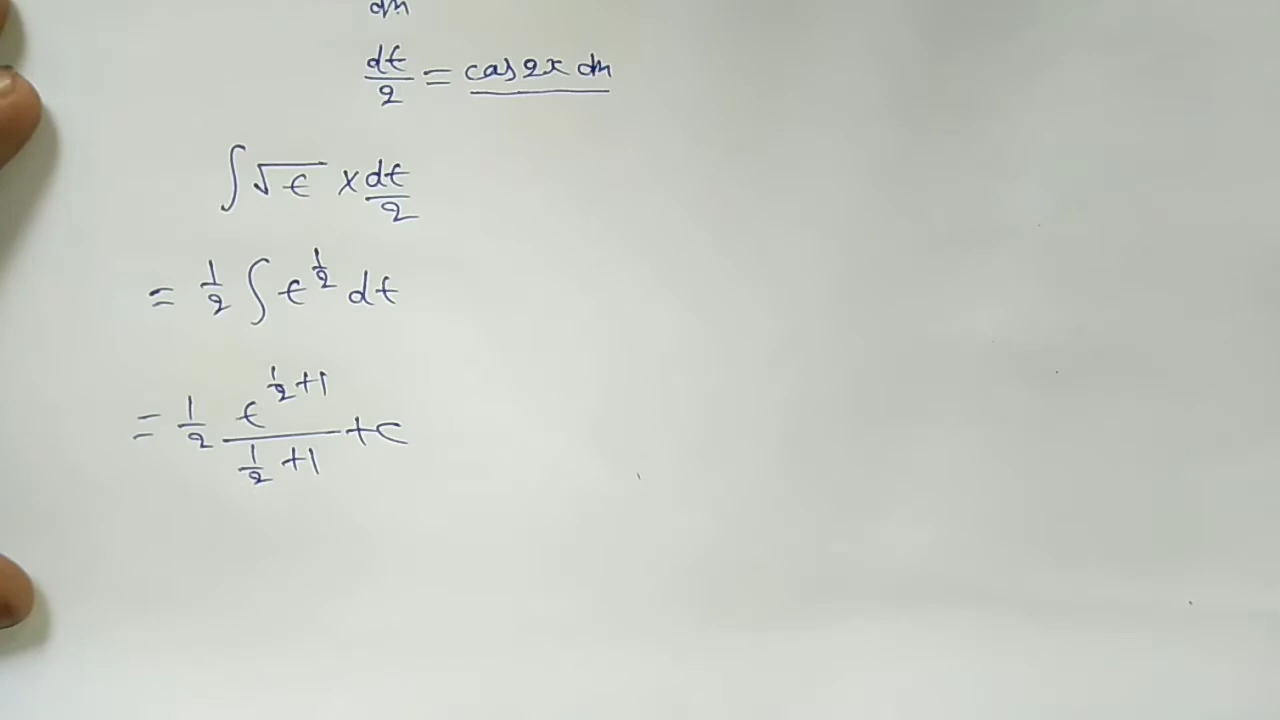 dx
dt/2 = cos2x dx
∫√t × dt/2
= 1/2 ∫ t^(1/2) dt
= 1/2 t^(1/2+1)/(1/2+1) + c